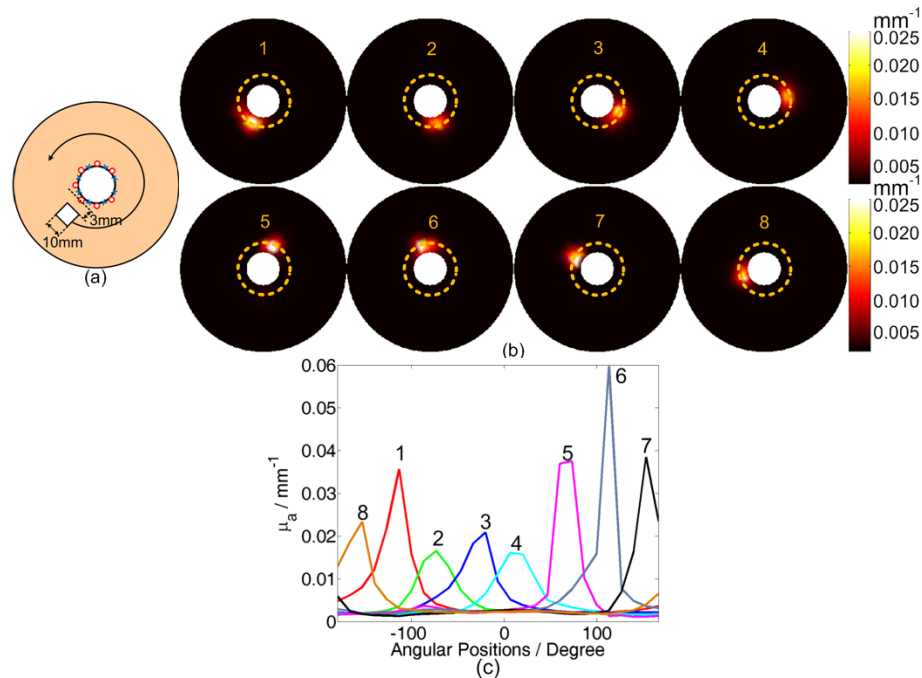 mm⁻¹
1 2 3 4
0.025
0.020
0.015
0.010
0.005
3mm
10mm
(a)
mm⁻¹
5 6 7 8
0.025
0.020
0.015
0.010
0.005
(b)
0.06
0.05
0.04
0.03
0.02
0.01
0
μₐ / mm⁻¹
8 1 2 3 4 5 6 7
-100 0 100
Angular Positions / Degree
(c)